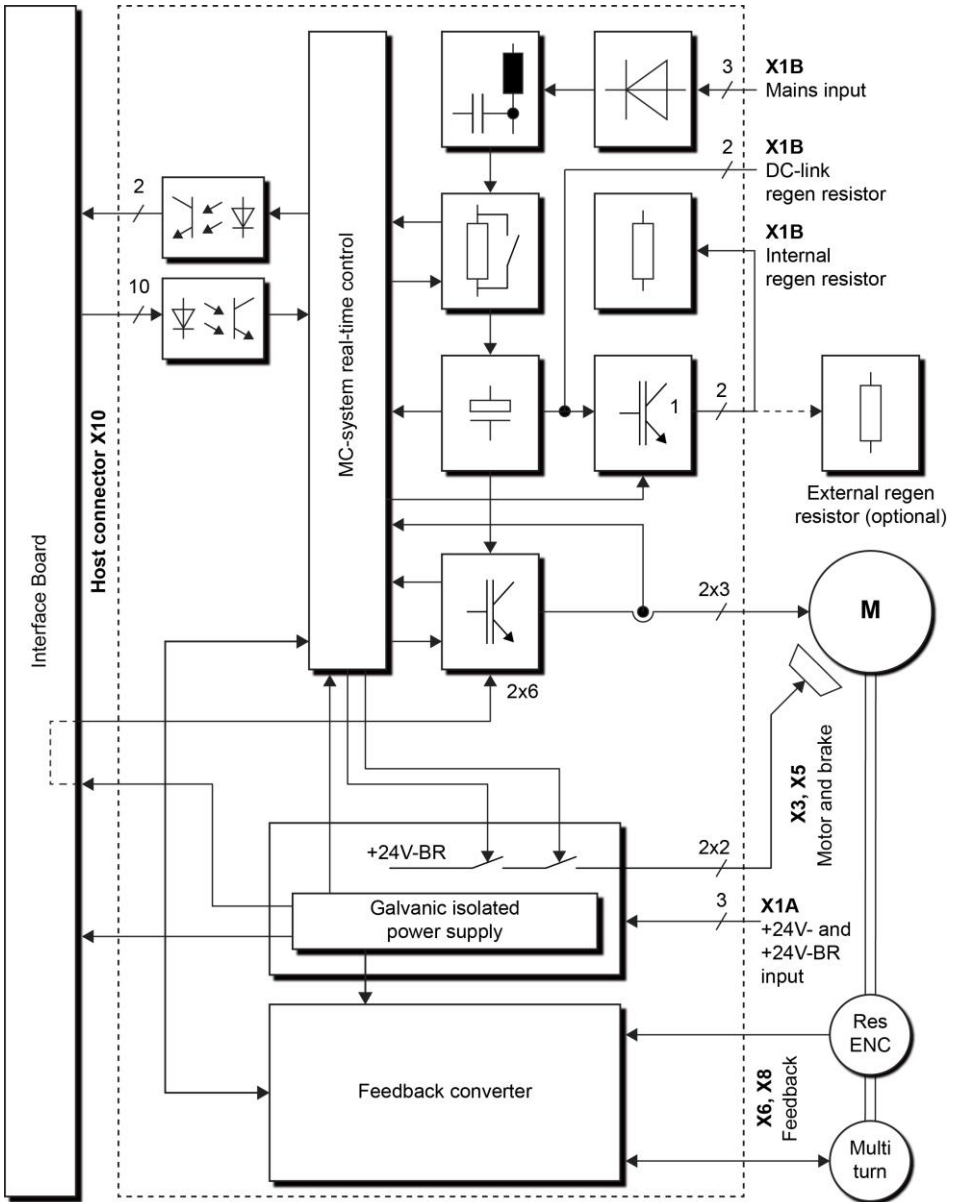 3
X1B
Mains input
2
X1B
DC-link
regen resistor
X1B
Internal
regen resistor
2
10
MC-system real-time control
1
2
External regen
resistor (optional)
Host connector X10
Interface Board
2x3
M
2x6
X3, X5
Motor and brake
+24V-BR
2x2
Galvanic isolated
power supply
3
X1A
+24V- and
+24V-BR
input
Res
ENC
Feedback converter
X6, X8
Feedback
Multi
turn